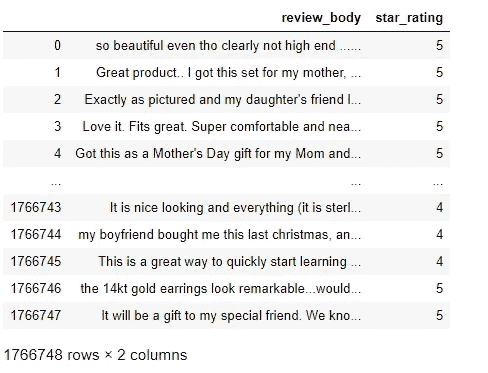 review_body star_rating
0 so beautiful even tho clearly not high end ...... 5
1 Great product.. I got this set for my mother, ... 5
2 Exactly as pictured and my daughter's friend l... 5
3 Love it. Fits great. Super comfortable and nea... 5
4 Got this as a Mother's Day gift for my Mom and... 5
... ... ...
1766743 It is nice looking and everything (it is sterl... 4
1766744 my boyfriend bought me this last christmas, an... 4
1766745 This is a great way to quickly start learning ... 4
1766746 the 14kt gold earrings look remarkable...would... 5
1766747 It will be a gift to my special friend. We kno... 5
1766748 rows × 2 columns